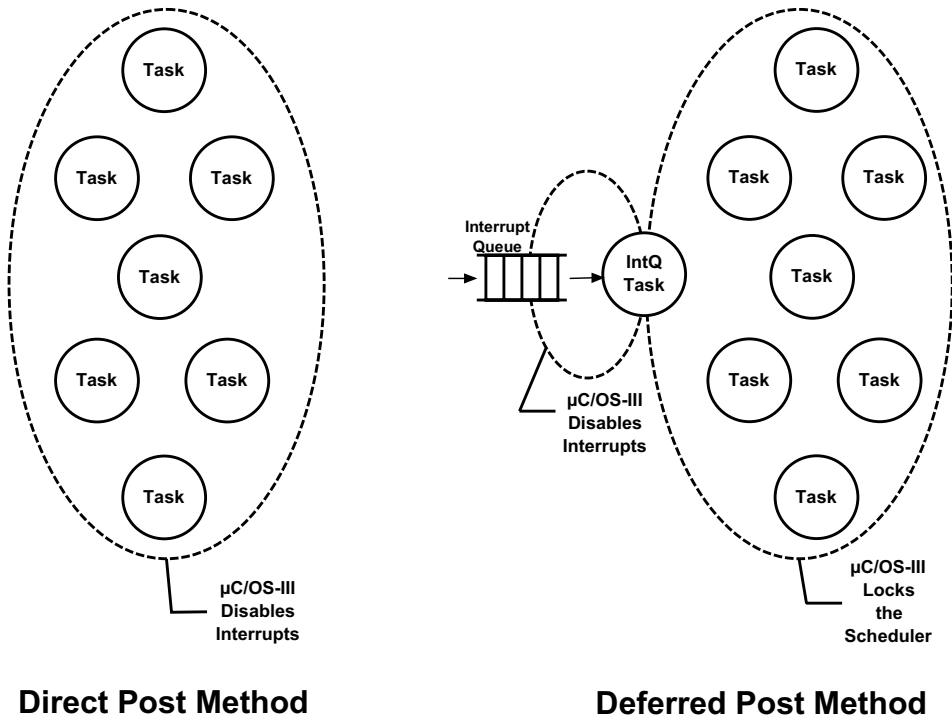 Task
Task
Task
Task
Task
Task
Task
µC/OS-III
Disables
Interrupts
Direct Post Method
Interrupt
Queue
IntQ
Task
µC/OS-III
Disables
Interrupts
Task
Task
Task
Task
Task
Task
Task
µC/OS-III
Locks
the
Scheduler
Deferred Post Method